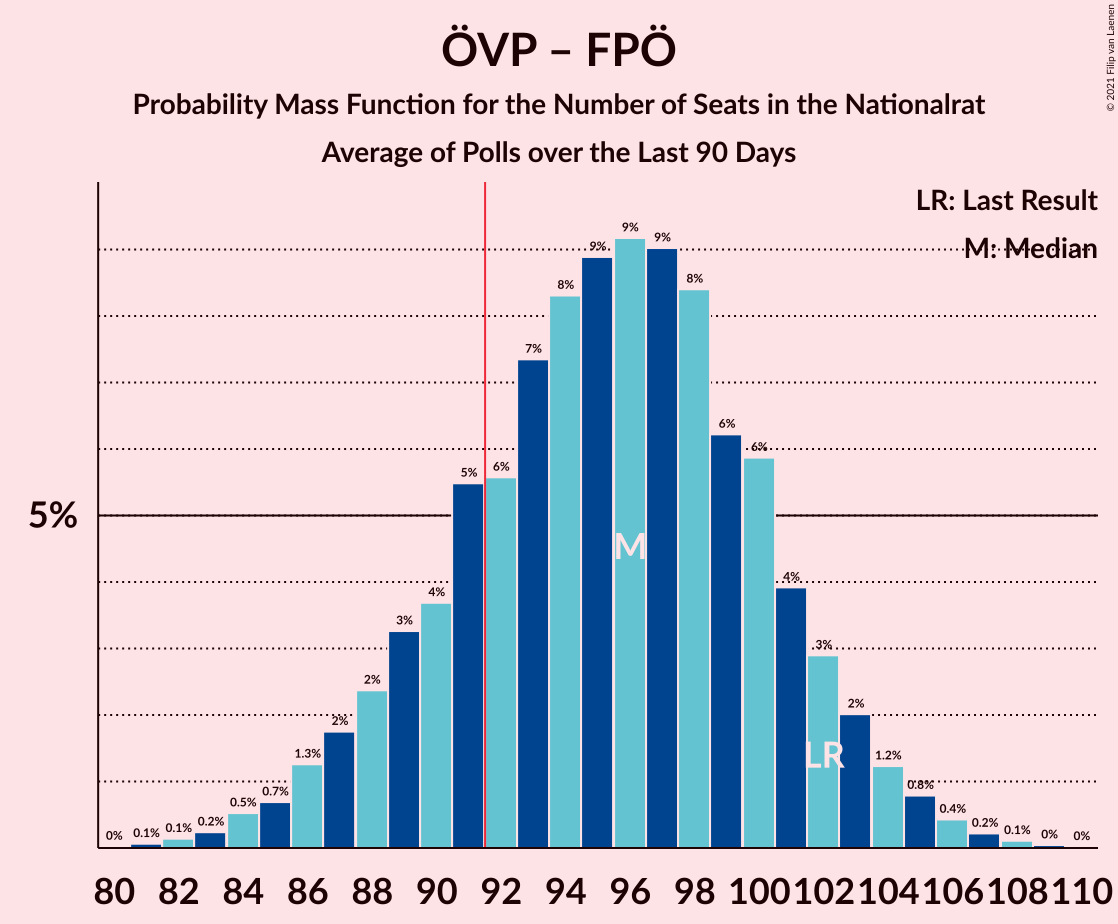 ÖVP – FPÖ
Probability Mass Function for the Number of Seats in the Nationalrat
Average of Polls over the Last 90 Days
© 2021 Filip van Laenen
LR: Last Result
M: Median
5%
0% 0.1% 0.1% 0.2% 0.5% 0.7% 1.3% 2% 2% 3% 4% 5% 6% 7% 8% 9% 9% 9% 8% 6% 6% 4% 3% 2% 1.2% 0.8% 0.4% 0.2% 0.1% 0% 0%
M
LR
80 82 84 86 88 90 92 94 96 98 100 102 104 106 108 110